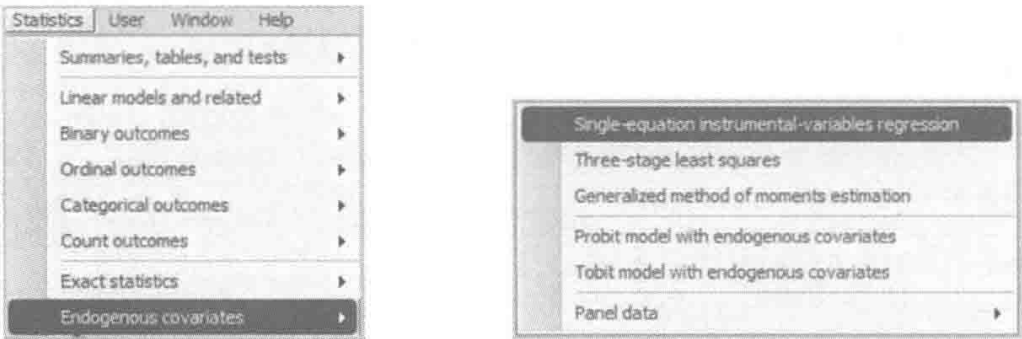 Statistics User Window Help
Summaries, tables, and tests
Linear models and related
Binary outcomes
Ordinal outcomes
Categorical outcomes
Count outcomes
Exact statistics
Endogenous covariates
Single-equation instrumental-variables regression
Three-stage least squares
Generalized method of moments estimation
Probit model with endogenous covariates
Tobit model with endogenous covariates
Panel data